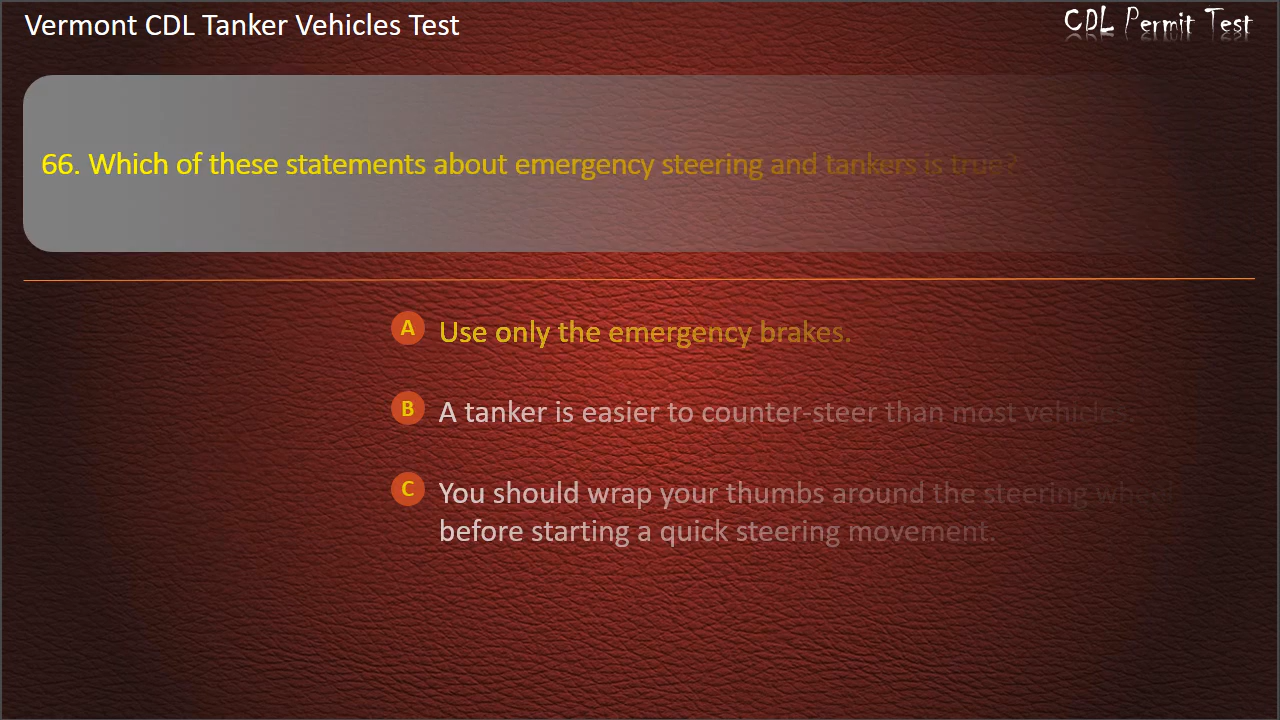 Vermont CDL Tanker Vehicles Test
CDL Permit Test
66. Which of these statements about emergency steering and tankers is true?
A Use only the emergency brakes.
B A tanker is easier to counter-steer than most vehicles.
C You should wrap your thumbs around the steering wheel
before starting a quick steering movement.